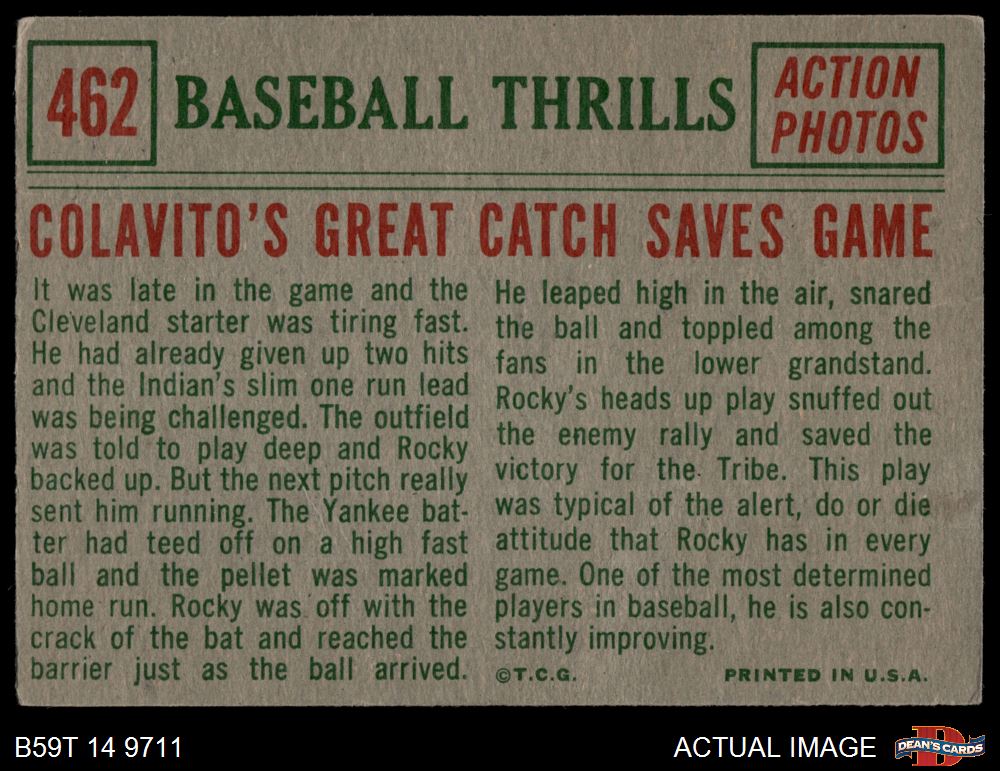 462
BASEBALL THRILLS
ACTION
PHOTOS
COLAVITO'S GREAT CATCH SAVES GAME
It was late in the game and the
Cleveland starter was tiring fast.
He had already given up two hits
and the Indian's slim one run lead
was being challenged. The outfield
was told to play deep and Rocky
backed up. But the next pitch really
sent him running. The Yankee bat-
ter had teed off on a high fast
ball and the pellet was marked
home run. Rocky was off with the
crack of the bat and reached the
barrier just as the ball arrived.
He leaped high in the air, snared
the ball and toppled among the
fans in the lower grandstand.
Rocky's heads up play snuffed out
the enemy rally and saved the
victory for the Tribe. This play
was typical of the alert, do or die
attitude that Rocky has in every
game. One of the most determined
players in baseball, he is also con-
stantly improving.
©T.C.G.
PRINTED IN U.S.A.
B59T 14 9711
ACTUAL IMAGE
D
DEAN'S CARDS